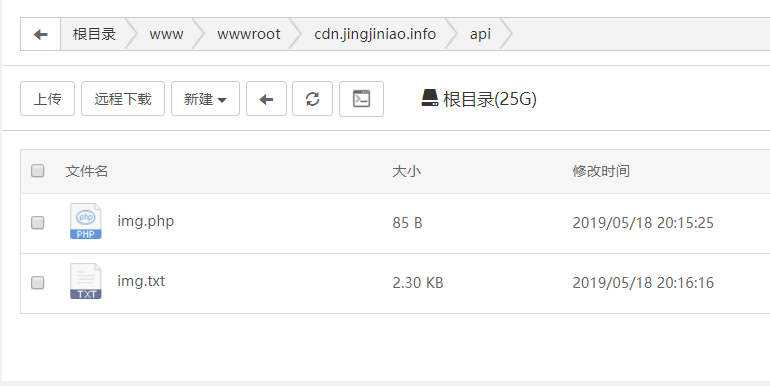 根目录 www wwwroot cdn.jingjiniao.info api
上传 远程下载 新建 根目录(25G)
文件名 大小 修改时间
php PHP img.php 85 B 2019/05/18 20:15:25
TXT img.txt 2.30 KB 2019/05/18 20:16:16